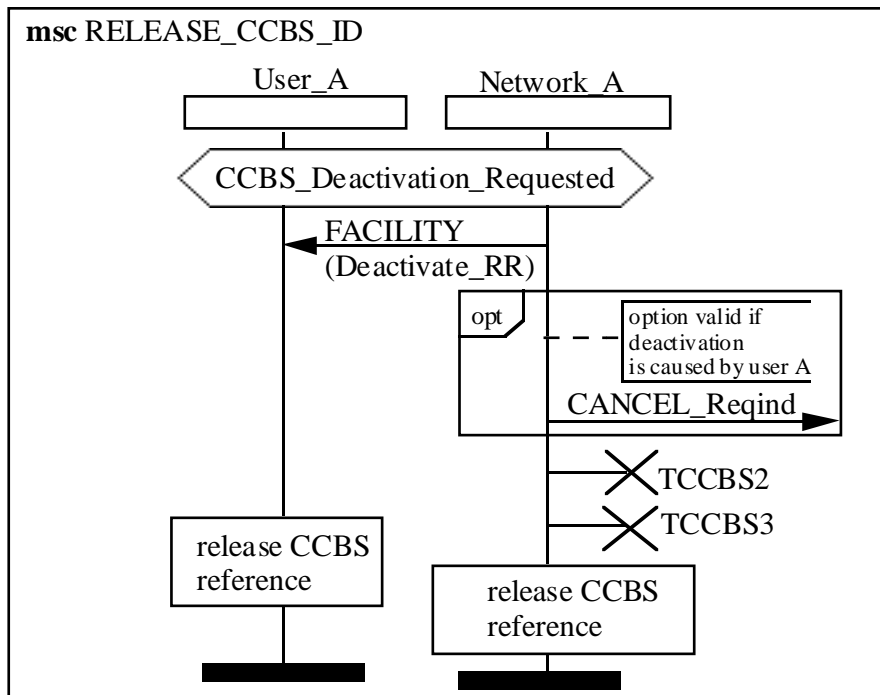 msc RELEASE_CCBS_ID
User_A
Network_A
CCBS_Deactivation_Requested
FACILITY
(Deactivate_RR)
opt
option valid if
deactivation
is caused by user A
CANCEL_Reqind
TCCBS2
TCCBS3
release CCBS
reference
release CCBS
reference